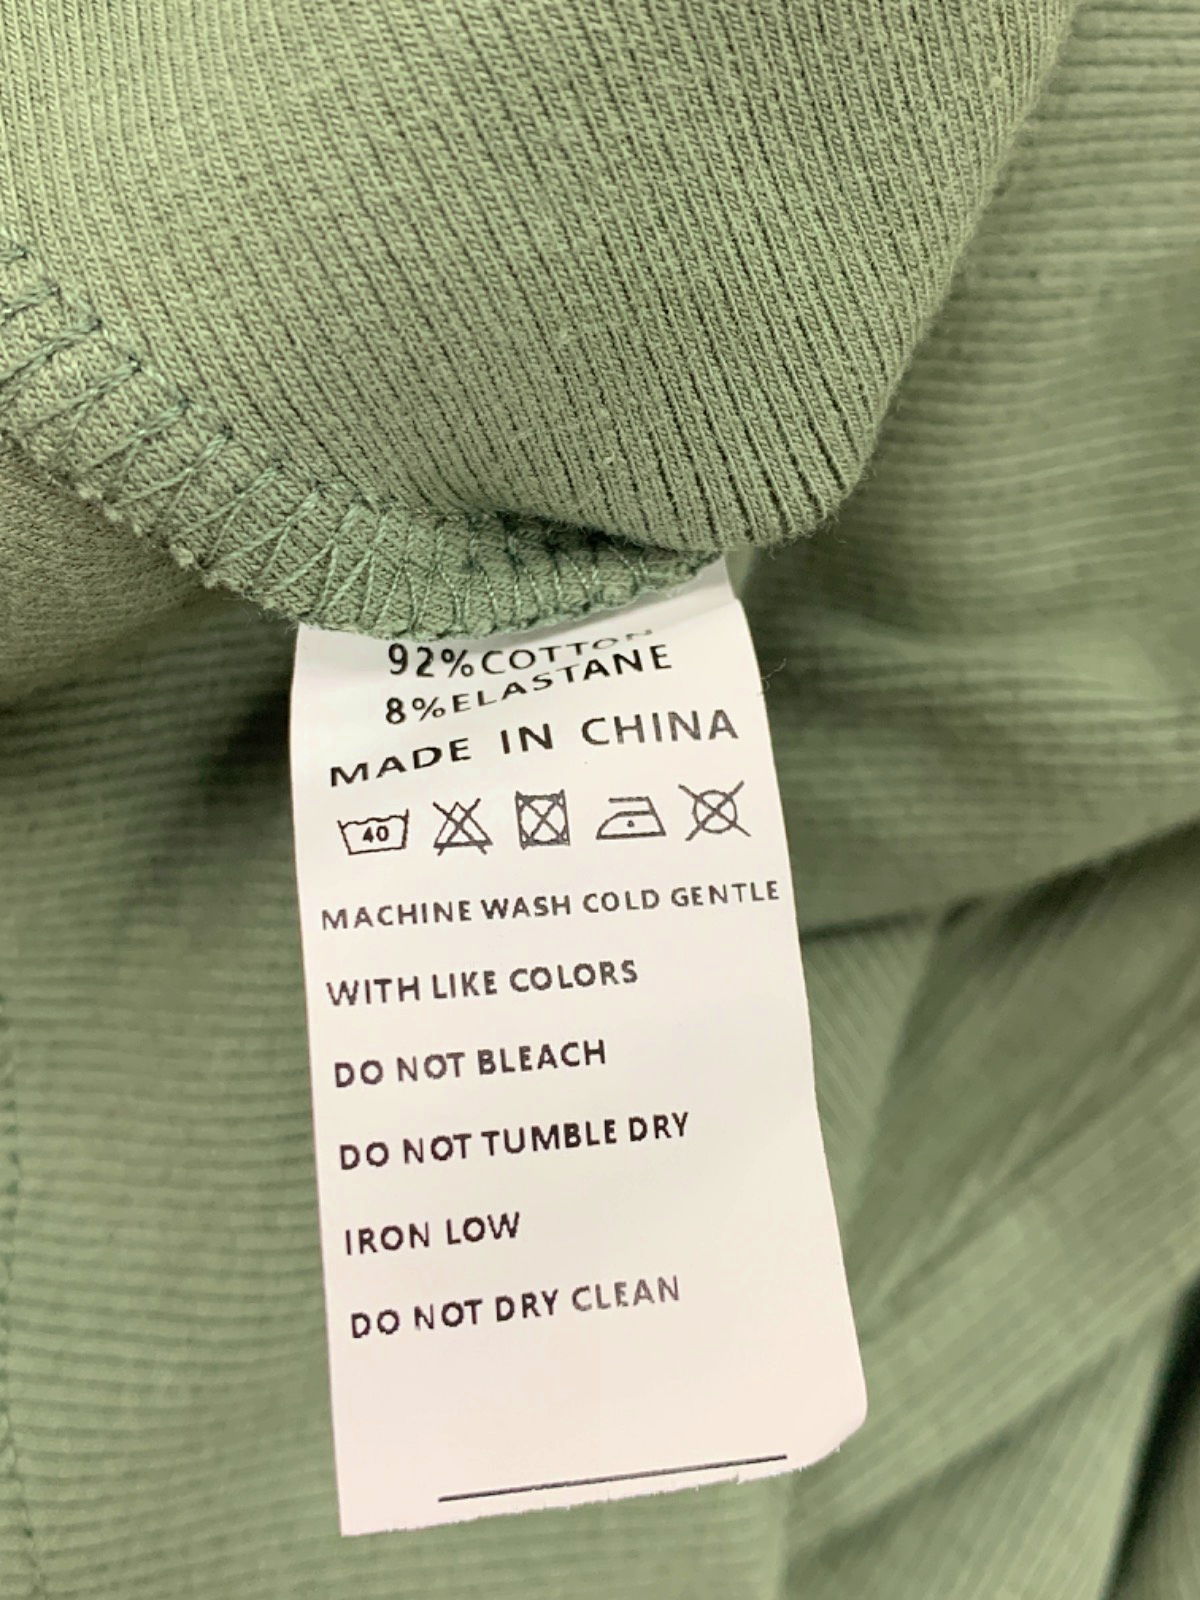 92%COTTON
8%ELASTANE
MADE IN CHINA
40
MACHINE WASH COLD GENTLE
WITH LIKE COLORS
DO NOT BLEACH
DO NOT TUMBLE DRY
IRON LOW
DO NOT DRY CLEAN